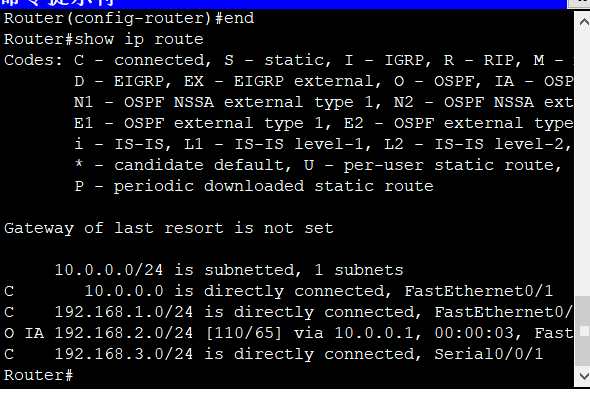 Router(config-router)#end
Router#show ip route
Codes: C - connected, S - static, I - IGRP, R - RIP, M -
D - EIGRP, EX - EIGRP external, O - OSPF, IA - OSP
N1 - OSPF NSSA external type 1, N2 - OSPF NSSA ext
E1 - OSPF external type 1, E2 - OSPF external type
i - IS-IS, L1 - IS-IS level-1, L2 - IS-IS level-2,
* - candidate default, U - per-user static route,
P - periodic downloaded static route
Gateway of last resort is not set
10.0.0.0/24 is subnetted, 1 subnets
C 10.0.0.0 is directly connected, FastEthernet0/1
C 192.168.1.0/24 is directly connected, FastEthernet0/
O IA 192.168.2.0/24 [110/65] via 10.0.0.1, 00:00:03, Fast
C 192.168.3.0/24 is directly connected, Serial0/0/1
Router#